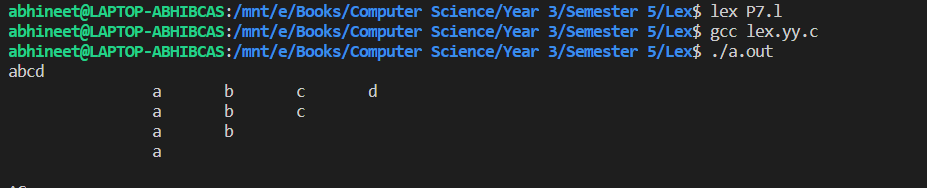 abhineet@LAPTOP-ABHIBCAS:/mnt/e/Books/Computer Science/Year 3/Semester 5/Lex$ lex P7.l
abhineet@LAPTOP-ABHIBCAS:/mnt/e/Books/Computer Science/Year 3/Semester 5/Lex$ gcc lex.yy.c
abhineet@LAPTOP-ABHIBCAS:/mnt/e/Books/Computer Science/Year 3/Semester 5/Lex$ ./a.out
abcd
a b c d
a b c
a b
a